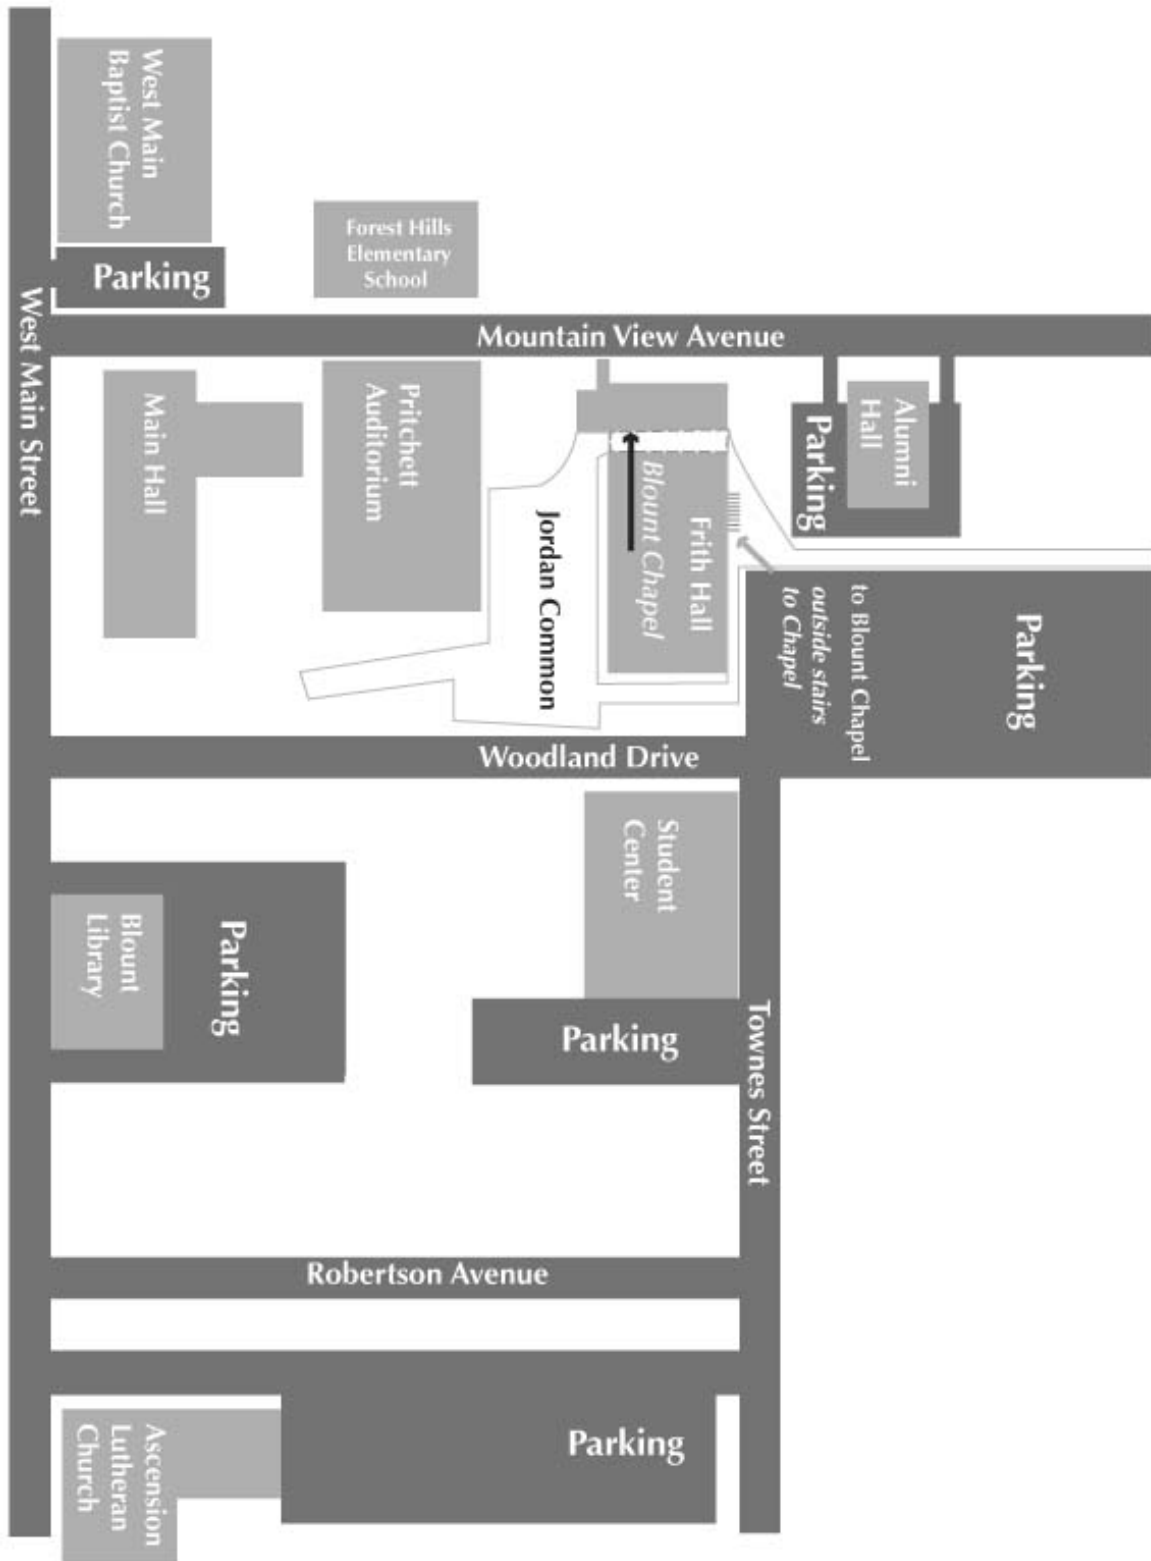 West Main
Baptist Church
Parking
Forest Hills
Elementary
School
West Main Street
Mountain View Avenue
Main Hall
Pritchett
Auditorium
Jordan Common
Blount Chapel
Frith Hall
Parking
Alumni
Hall
to Blount Chapel
outside stairs
to Chapel
Parking
Woodland Drive
Student
Center
Blount
Library
Parking
Parking
Townes Street
Robertson Avenue
Ascension
Lutheran
Church
Parking